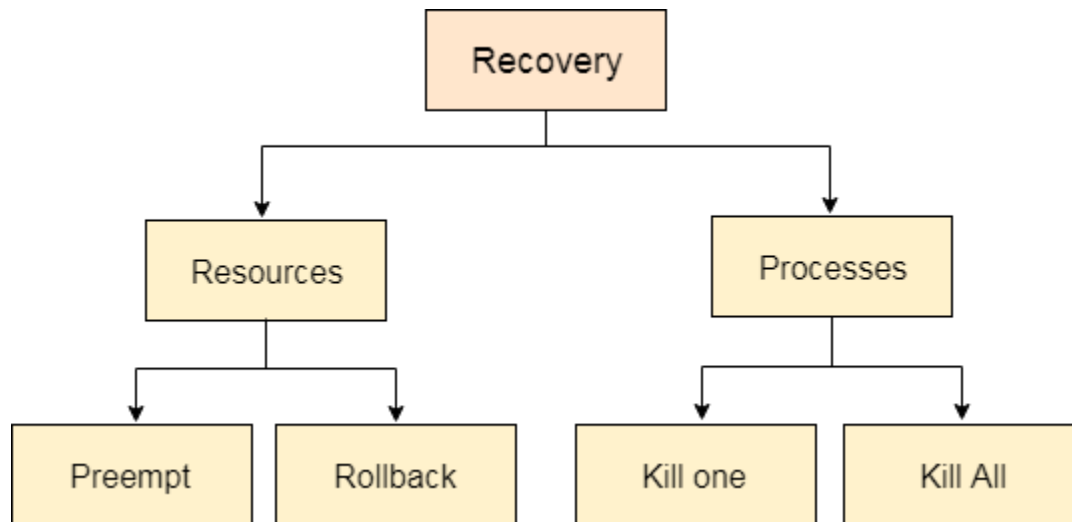 Recovery
Resources
Processes
Preempt
Rollback
Kill one
Kill All